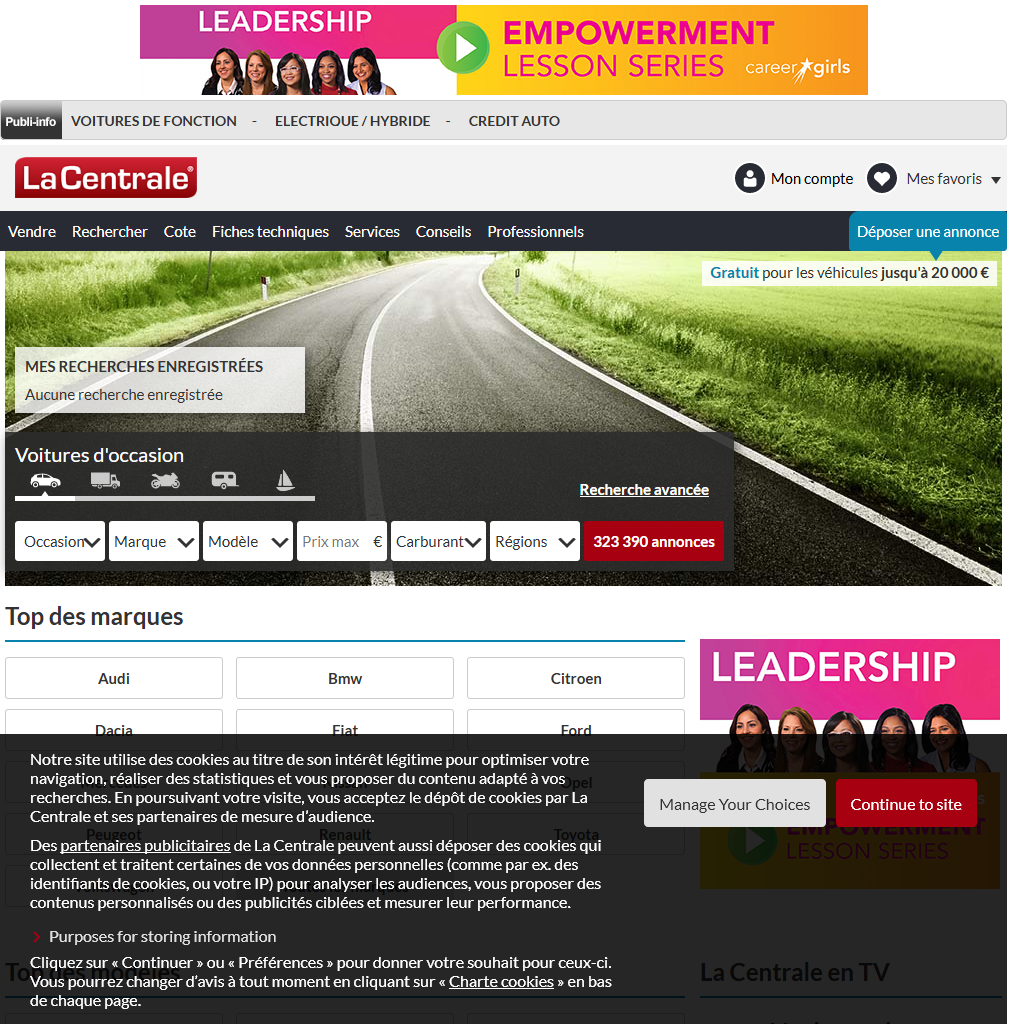 LEADERSHIP
EMPOWERMENT
LESSON SERIES
career girls
Publi-info
VOITURES DE FONCTION - ELECTRIQUE / HYBRIDE - CREDIT AUTO
La Centrale®
Mon compte
Mes favoris
Vendre Rechercher Cote Fiches techniques Services Conseils Professionnels
Déposer une annonce
Gratuit pour les véhicules jusqu'à 20 000 €
MES RECHERCHES ENREGISTRÉES
Aucune recherche enregistrée
Voitures d'occasion
Recherche avancée
Occasion Marque Modèle Prix max € Carburant Régions 323 390 annonces
Top des marques
Audi Bmw Citroen
Dacia Fiat Ford
LEADERSHIP
Opel
Peugeot Renault Toyota
EMPOWERMENT
LESSON SERIES
Notre site utilise des cookies au titre de son intérêt légitime pour optimiser votre
navigation, réaliser des statistiques et vous proposer du contenu adapté à vos
recherches. En poursuivant votre visite, vous acceptez le dépôt de cookies par La
Centrale et ses partenaires de mesure d’audience.
Des partenaires publicitaires de La Centrale peuvent aussi déposer des cookies qui
collectent et traitent certaines de vos données personnelles (comme par ex. des
identifiants de cookies, ou votre IP) pour analyser les audiences, vous proposer des
contenus personnalisés ou des publicités ciblées et mesurer leur performance.
Purposes for storing information
Cliquez sur « Continuer » ou « Préférences » pour donner votre souhait pour ceux-ci.
Vous pourrez changer d’avis à tout moment en cliquant sur « Charte cookies » en bas
de chaque page.
Manage Your Choices
Continue to site
Top des modèles
La Centrale en TV